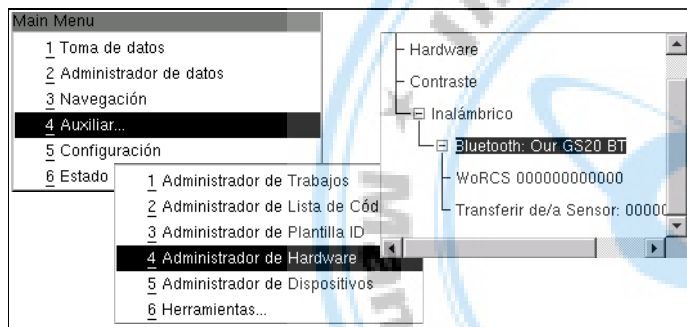 Main Menu
1 Toma de datos
2 Administrador de datos
3 Navegación
4 Auxiliar...
5 Configuración
6 Estado
1 Administrador de Trabajos
2 Administrador de Lista de Cód
3 Administrador de Plantilla ID
4 Administrador de Hardware
5 Administrador de Dispositivos
6 Herramientas...
Hardware
Contraste
Inalámbrico
Bluetooth: Our GS20 BT
WoRCS 000000000000
Transferir de/a Sensor: 00000